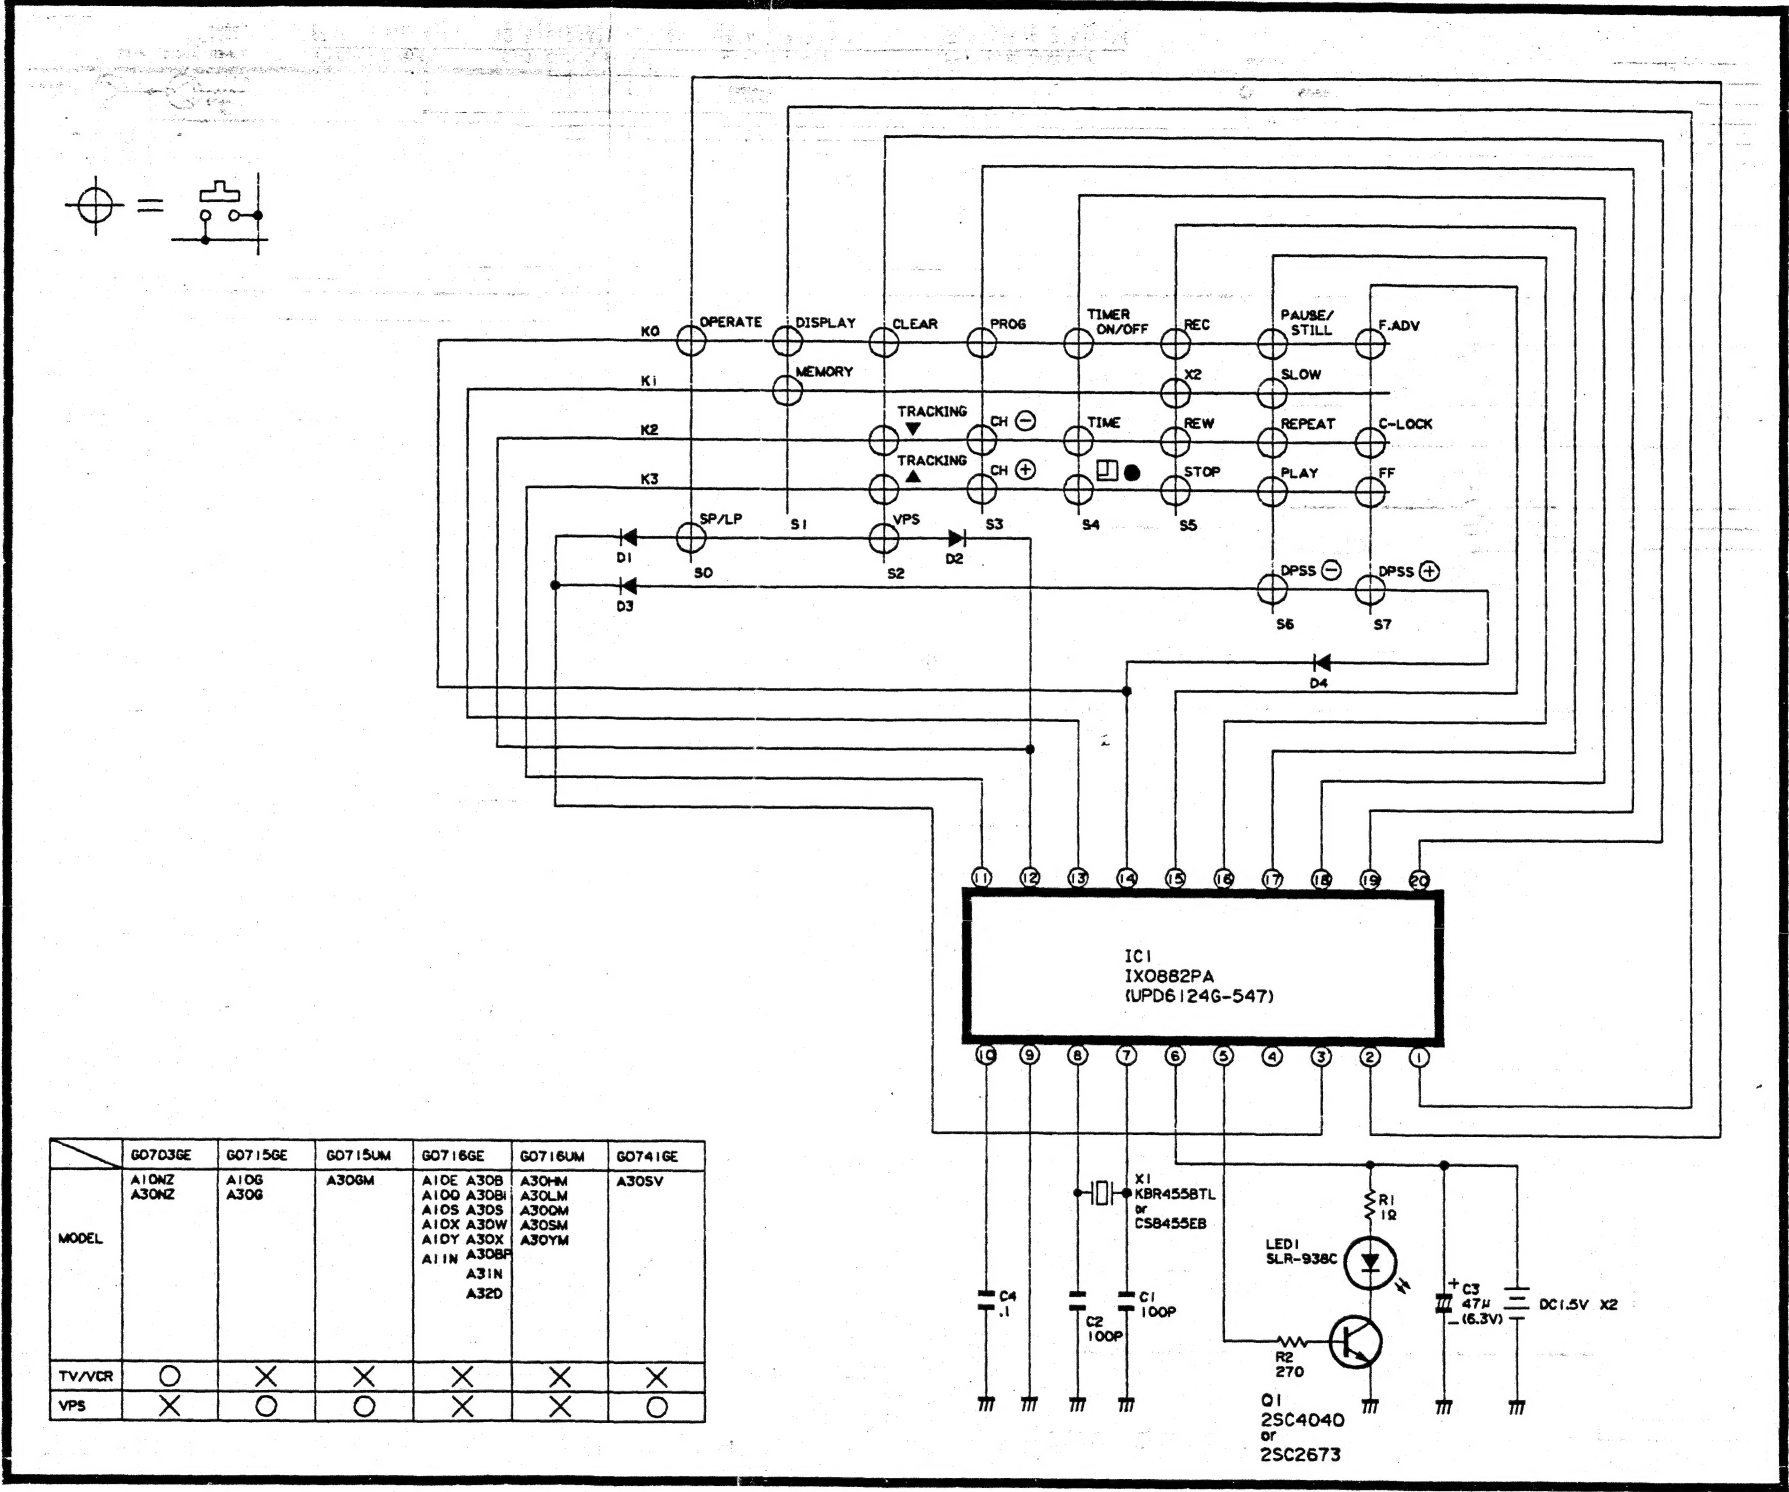 OPERATE DISPLAY CLEAR PROG TIMER ON/OFF REC PAUSE/ STILL F.ADV
K0
MEMORY X2 SLOW
K1
TRACKING ▼ CH ⊖ TIME REW REPEAT C-LOCK
K2
TRACKING ▲ CH ⊕ ● STOP PLAY FF
K3
SP/LP S1 VPS S3 S4 S5
D1 S0 S2 D2
DPSS ⊖ DPSS ⊕
D3 S6 S7
D4
11 12 13 14 15 16 17 18 19 20
IC1
IX0882PA
(UPD6124G-547)
10 9 8 7 6 5 4 3 2 1
X1
KBR455BTL
or
CSB455EB
R1
1Ω
LED1
SLR-938C
C4
.1
C2
100P
C1
100P
+ C3
47μ
- (6.3V)
DC1.5V X2
R2
270
Q1
2SC4040
or
2SC2673
G0703GE G0715GE G0715UM G0716GE G0716UM G0741GE
MODEL
A10NZ A10G A30GM A10E A30B A30HM A30SV
A30NZ A30G A10Q A30BI A30LM
A10S A30S A30DM
A10X A30W A30SM
A10Y A30X A30YM
A11N A30BP
A31N
A32D
TV/VCR ○ X X X X X
VPS X ○ ○ X X ○